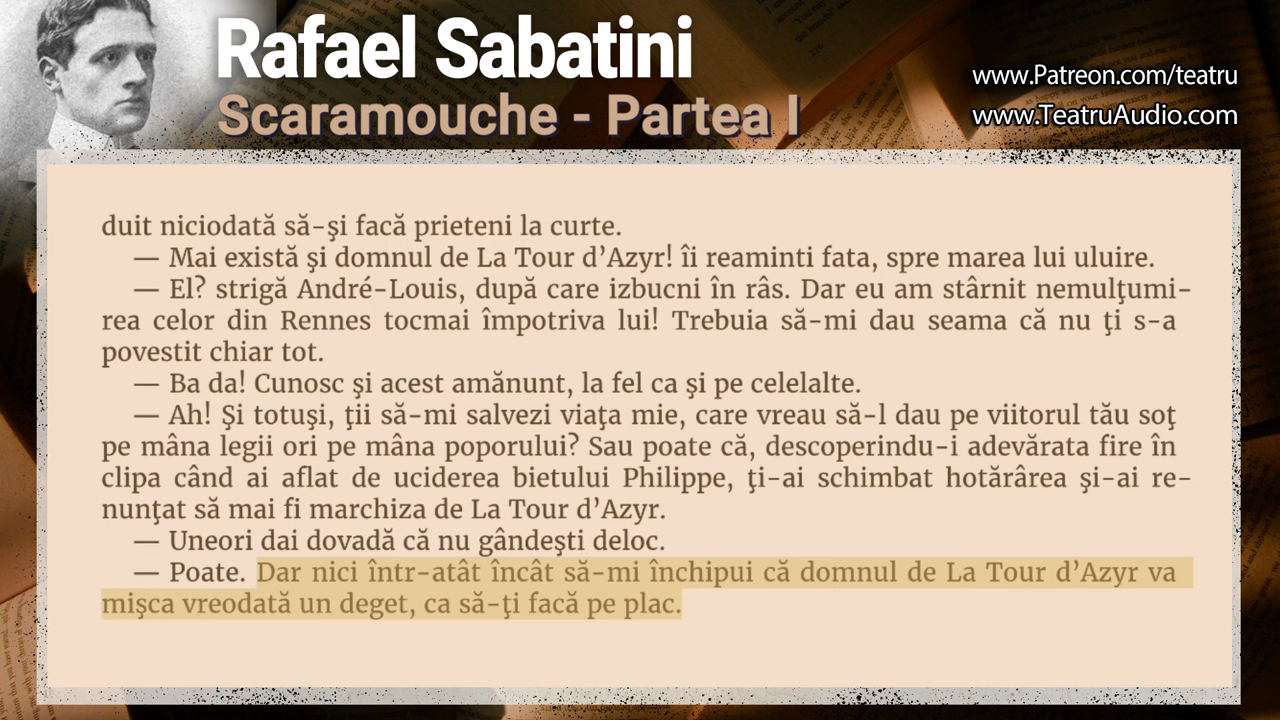 Rafael Sabatini
Scaramouche - Partea I
www.Patreon.com/teatru
www.TeatruAudio.com
duit niciodată să-şi facă prieteni la curte.
— Mai există şi domnul de La Tour d’Azyr! îi reaminti fata, spre marea lui uluire.
— El? strigă André-Louis, după care izbucni în râs. Dar eu am stârnit nemulţumi-
rea celor din Rennes tocmai împotriva lui! Trebuia să-mi dau seama că nu ţi s-a
povestit chiar tot.
— Ba da! Cunosc şi acest amănunt, la fel ca şi pe celelalte.
— Ah! Şi totuşi, ţii să-mi salvezi viaţa mie, care vreau să-l dau pe viitorul tău soţ
pe mâna legii ori pe mâna poporului? Sau poate că, descoperindu-i adevărata fire în
clipa când ai aflat de uciderea bietului Philippe, ţi-ai schimbat hotărârea şi-ai re-
nunţat să mai fi marchiza de La Tour d’Azyr.
— Uneori dai dovadă că nu gândeşti deloc.
— Poate. Dar nici într-atât încât să-mi închipui că domnul de La Tour d’Azyr va
mişca vreodată un deget, ca să-ţi facă pe plac.